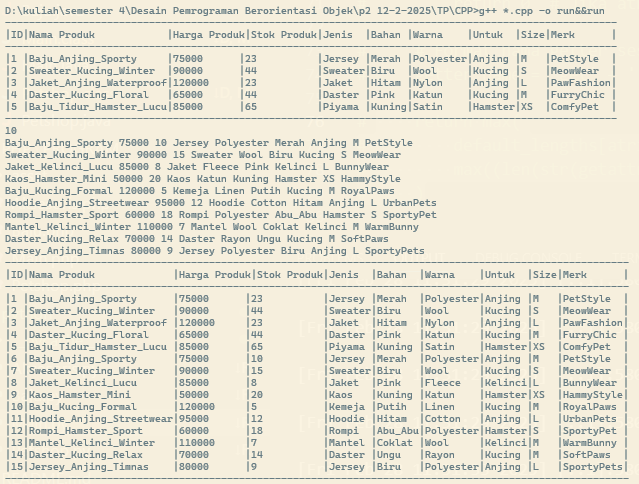 D:\kuliah\semester 4\Desain Pemrograman Berorientasi Objek\p2 12-2-2025\TP\CPP>g++ *.cpp -o run&&run
|ID|Nama Produk |Harga Produk|Stok Produk|Jenis |Bahan |Warna |Untuk |Size|Merk |
|1 |Baju_Anjing_Sporty |75000 |23 |Jersey |Merah |Polyester|Anjing |M |PetStyle |
|2 |Sweater_Kucing_Winter |90000 |44 |Sweater|Biru |Wool |Kucing |S |MeowWear |
|3 |Jaket_Anjing_Waterproof|120000 |23 |Jaket |Hitam |Nylon |Anjing |L |PawFashion|
|4 |Daster_Kucing_Floral |65000 |44 |Daster |Pink |Katun |Kucing |M |FurryChic |
|5 |Baju_Tidur_Hamster_Lucu|85000 |65 |Piyama |Kuning|Satin |Hamster|XS |ComfyPet |
10
Baju_Anjing_Sporty 75000 10 Jersey Polyester Merah Anjing M PetStyle
Sweater_Kucing_Winter 90000 15 Sweater Wool Biru Kucing S MeowWear
Jaket_Kelinci_Lucu 85000 8 Jaket Fleece Pink Kelinci L BunnyWear
Kaos_Hamster_Mini 50000 20 Kaos Katun Kuning Hamster XS HammyStyle
Baju_Kucing_Formal 120000 5 Kemeja Linen Putih Kucing M RoyalPaws
Hoodie_Anjing_Streetwear 95000 12 Hoodie Cotton Hitam Anjing L UrbanPets
Rompi_Hamster_Sport 60000 18 Rompi Polyester Abu_Abu Hamster S SportyPet
Mantel_Kelinci_Winter 110000 7 Mantel Wool Coklat Kelinci M WarmBunny
Daster_Kucing_Relax 70000 14 Daster Rayon Ungu Kucing M SoftPaws
Jersey_Anjing_Timnas 80000 9 Jersey Polyester Biru Anjing L SportyPets
|ID|Nama Produk |Harga Produk|Stok Produk|Jenis |Bahan |Warna |Untuk |Size|Merk |
|1 |Baju_Anjing_Sporty |75000 |23 |Jersey |Merah |Polyester|Anjing |M |PetStyle |
|2 |Sweater_Kucing_Winter |90000 |44 |Sweater|Biru |Wool |Kucing |S |MeowWear |
|3 |Jaket_Anjing_Waterproof |120000 |23 |Jaket |Hitam |Nylon |Anjing |L |PawFashion|
|4 |Daster_Kucing_Floral |65000 |44 |Daster |Pink |Katun |Kucing |M |FurryChic |
|5 |Baju_Tidur_Hamster_Lucu |85000 |65 |Piyama |Kuning |Satin |Hamster|XS |ComfyPet |
|6 |Baju_Anjing_Sporty |75000 |10 |Jersey |Merah |Polyester|Anjing |M |PetStyle |
|7 |Sweater_Kucing_Winter |90000 |15 |Sweater|Biru |Wool |Kucing |S |MeowWear |
|8 |Jaket_Kelinci_Lucu |85000 |8 |Jaket |Pink |Fleece |Kelinci|L |BunnyWear |
|9 |Kaos_Hamster_Mini |50000 |20 |Kaos |Kuning |Katun |Hamster|XS |HammyStyle|
|10|Baju_Kucing_Formal |120000 |5 |Kemeja |Putih |Linen |Kucing |M |RoyalPaws |
|11|Hoodie_Anjing_Streetwear|95000 |12 |Hoodie |Hitam |Cotton |Anjing |L |UrbanPets |
|12|Rompi_Hamster_Sport |60000 |18 |Rompi |Abu_Abu|Polyester|Hamster|S |SportyPet |
|13|Mantel_Kelinci_Winter |110000 |7 |Mantel |Coklat |Wool |Kelinci|M |WarmBunny |
|14|Daster_Kucing_Relax |70000 |14 |Daster |Ungu |Rayon |Kucing |M |SoftPaws |
|15|Jersey_Anjing_Timnas |80000 |9 |Jersey |Biru |Polyester|Anjing |L |SportyPets|